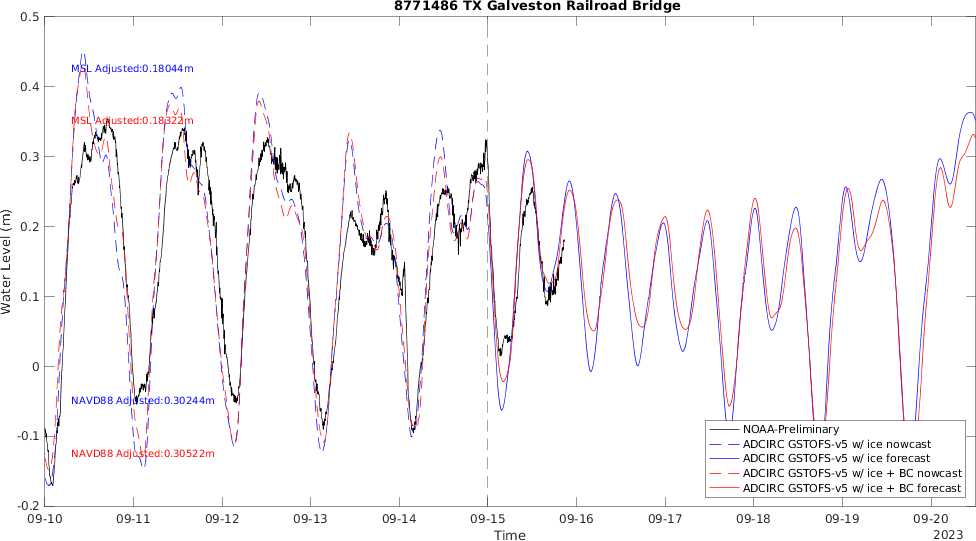 8771486 TX Galveston Railroad Bridge
0.5
0.4
0.3
0.2
0.1
0
-0.1
-0.2
Water Level (m)
MSL Adjusted:0.18044m
MSL Adjusted:0.18322m
NAVD88 Adjusted:0.30244m
NAVD88 Adjusted:0.30522m
NOAA-Preliminary
ADCIRC GSTOFS-v5 w/ ice nowcast
ADCIRC GSTOFS-v5 w/ ice forecast
ADCIRC GSTOFS-v5 w/ ice + BC nowcast
ADCIRC GSTOFS-v5 w/ ice + BC forecast
09-10 09-11 09-12 09-13 09-14 09-15 09-16 09-17 09-18 09-19 09-20
Time
2023